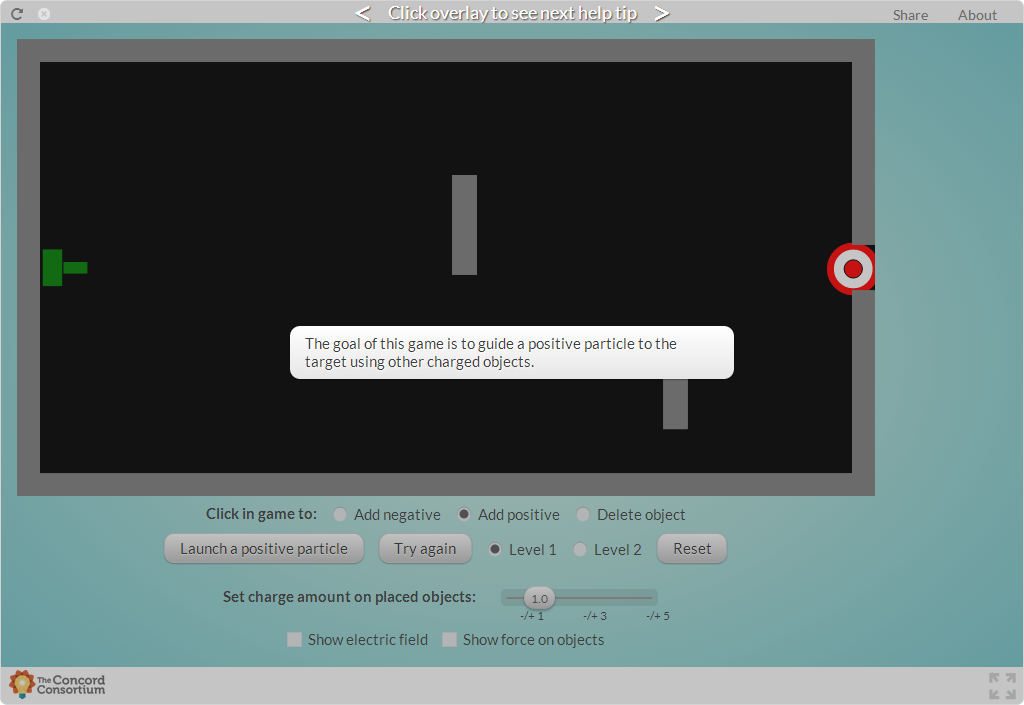 < Click overlay to see next help tip >
Share About
The goal of this game is to guide a positive particle to the
target using other charged objects.
Click in game to: Add negative Add positive Delete object
Launch a positive particle Try again Level 1 Level 2 Reset
Set charge amount on placed objects: 1.0
-/+ 1 -/+ 3 -/+ 5
Show electric field Show force on objects
The Concord
Consortium